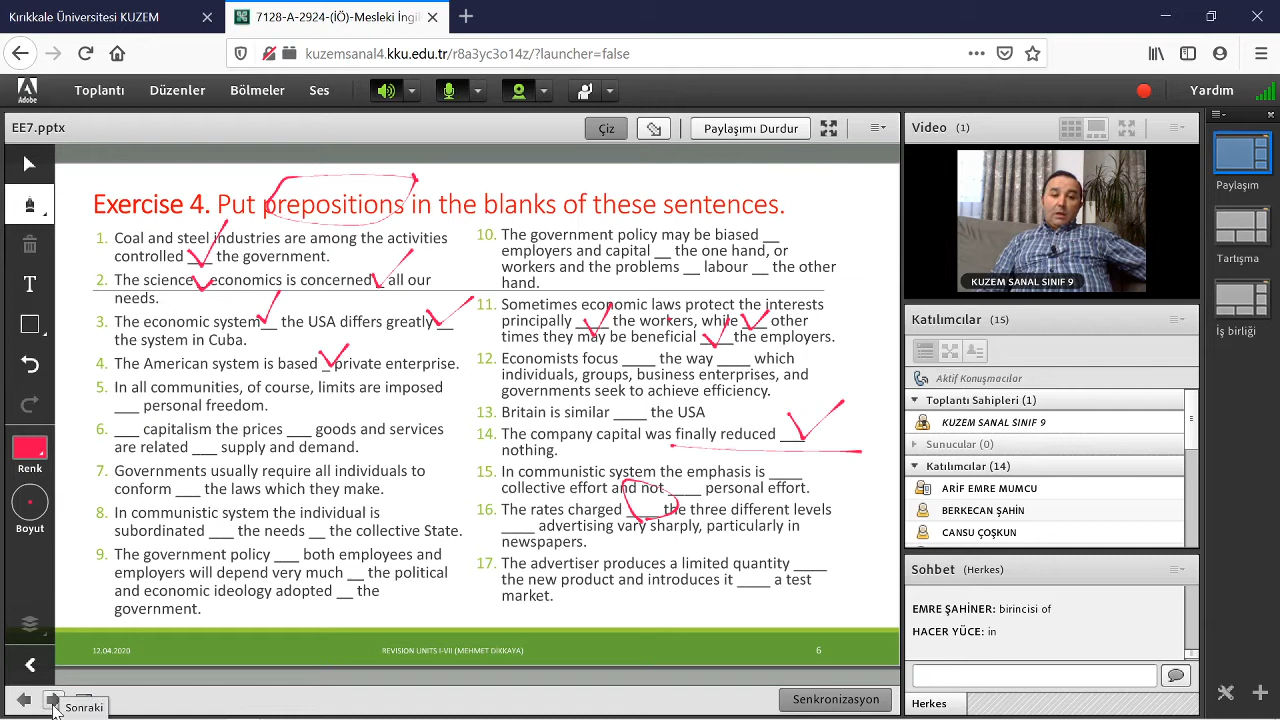 Kırıkkale Üniversitesi KUZEM
7128-A-2924-(İÖ)-Mesleki İngil
kuzemsanal4.kku.edu.tr/r8a3yc3o14z/?launcher=false
Adobe
Toplantı
Düzenler
Bölmeler
Ses
Yardım
EE7.pptx
Çiz
Paylaşımı Durdur
Exercise 4. Put prepositions in the blanks of these sentences.
1. Coal and steel industries are among the activities
controlled ___ the government.
2. The science __ economics is concerned __ all our
needs.
3. The economic system __ the USA differs greatly __
the system in Cuba.
4. The American system is based _ private enterprise.
5. In all communities, of course, limits are imposed
___ personal freedom.
6. ___ capitalism the prices ___ goods and services
are related ___ supply and demand.
7. Governments usually require all individuals to
conform ___ the laws which they make.
8. In communistic system the individual is
subordinated ___ the needs __ the collective State.
9. The government policy ___ both employees and
employers will depend very much __ the political
and economic ideology adopted __ the
government.
10. The government policy may be biased __
employers and capital __ the one hand, or
workers and the problems __ labour __ the other
hand.
11. Sometimes economic laws protect the interests
principally ____ the workers, while ___ other
times they may be beneficial ____ the employers.
12. Economists focus ____ the way ____ which
individuals, groups, business enterprises, and
governments seek to achieve efficiency.
13. Britain is similar ____ the USA
14. The company capital was finally reduced ___
nothing.
15. In communistic system the emphasis is ____
collective effort and not ____ personal effort.
16. The rates charged ____ the three different levels
____ advertising vary sharply, particularly in
newspapers.
17. The advertiser produces a limited quantity ____
the new product and introduces it ____ a test
market.
12.04.2020
REVISION UNITS I-VII (MEHMET DİKKAYA)
6
Renk
Boyut
Sonraki
Senkronizasyon
Video (1)
KUZEM SANAL SINIF 9
Katılımcılar (15)
Aktif Konuşmacılar
Toplantı Sahipleri (1)
KUZEM SANAL SINIF 9
Sunucular (0)
Katılımcılar (14)
ARİF EMRE MUMCU
BERKECAN ŞAHİN
CANSU ÇOŞKUN
Sohbet (Herkes)
EMRE ŞAHİNER: birincisi of
HACER YÜCE: in
Herkes
Paylaşım
Tartışma
İş birliği